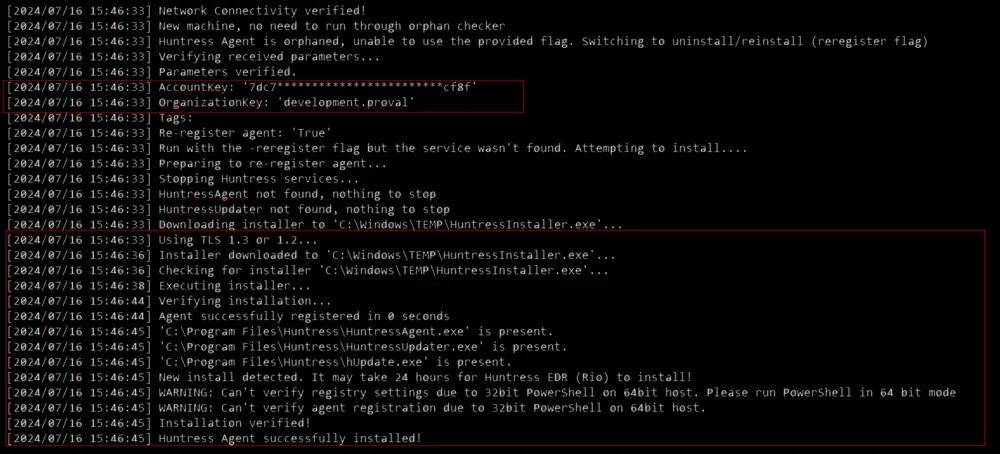 [2024/07/16 15:46:33] Network Connectivity verified!
[2024/07/16 15:46:33] New machine, no need to run through orphan checker
[2024/07/16 15:46:33] Huntress Agent is orphaned, unable to use the provided flag. Switching to uninstall/reinstall (reregister flag)
[2024/07/16 15:46:33] Verifying received parameters...
[2024/07/16 15:46:33] Parameters verified.
[2024/07/16 15:46:33] AccountKey: '7dc7************************cf8f'
[2024/07/16 15:46:33] OrganizationKey: 'development.proval'
[2024/07/16 15:46:33] Tags:
[2024/07/16 15:46:33] Re-register agent: 'True'
[2024/07/16 15:46:33] Run with the -reregister flag but the service wasn't found. Attempting to install....
[2024/07/16 15:46:33] Preparing to re-register agent...
[2024/07/16 15:46:33] Stopping Huntress services...
[2024/07/16 15:46:33] HuntressAgent not found, nothing to stop
[2024/07/16 15:46:33] HuntressUpdater not found, nothing to stop
[2024/07/16 15:46:33] Downloading installer to 'C:\Windows\TEMP\HuntressInstaller.exe'...
[2024/07/16 15:46:33] Using TLS 1.3 or 1.2...
[2024/07/16 15:46:36] Installer downloaded to 'C:\Windows\TEMP\HuntressInstaller.exe'...
[2024/07/16 15:46:36] Checking for installer 'C:\Windows\TEMP\HuntressInstaller.exe'...
[2024/07/16 15:46:38] Executing installer...
[2024/07/16 15:46:44] Verifying installation...
[2024/07/16 15:46:44] Agent successfully registered in 0 seconds
[2024/07/16 15:46:45] 'C:\Program Files\Huntress\HuntressAgent.exe' is present.
[2024/07/16 15:46:45] 'C:\Program Files\Huntress\HuntressUpdater.exe' is present.
[2024/07/16 15:46:45] 'C:\Program Files\Huntress\hUpdate.exe' is present.
[2024/07/16 15:46:45] New install detected. It may take 24 hours for Huntress EDR (Rio) to install!
[2024/07/16 15:46:45] WARNING: Can't verify registry settings due to 32bit PowerShell on 64bit host. Please run PowerShell in 64 bit mode
[2024/07/16 15:46:45] WARNING: Can't verify agent registration due to 32bit PowerShell on 64bit host.
[2024/07/16 15:46:45] Installation verified!
[2024/07/16 15:46:45] Huntress Agent successfully installed!